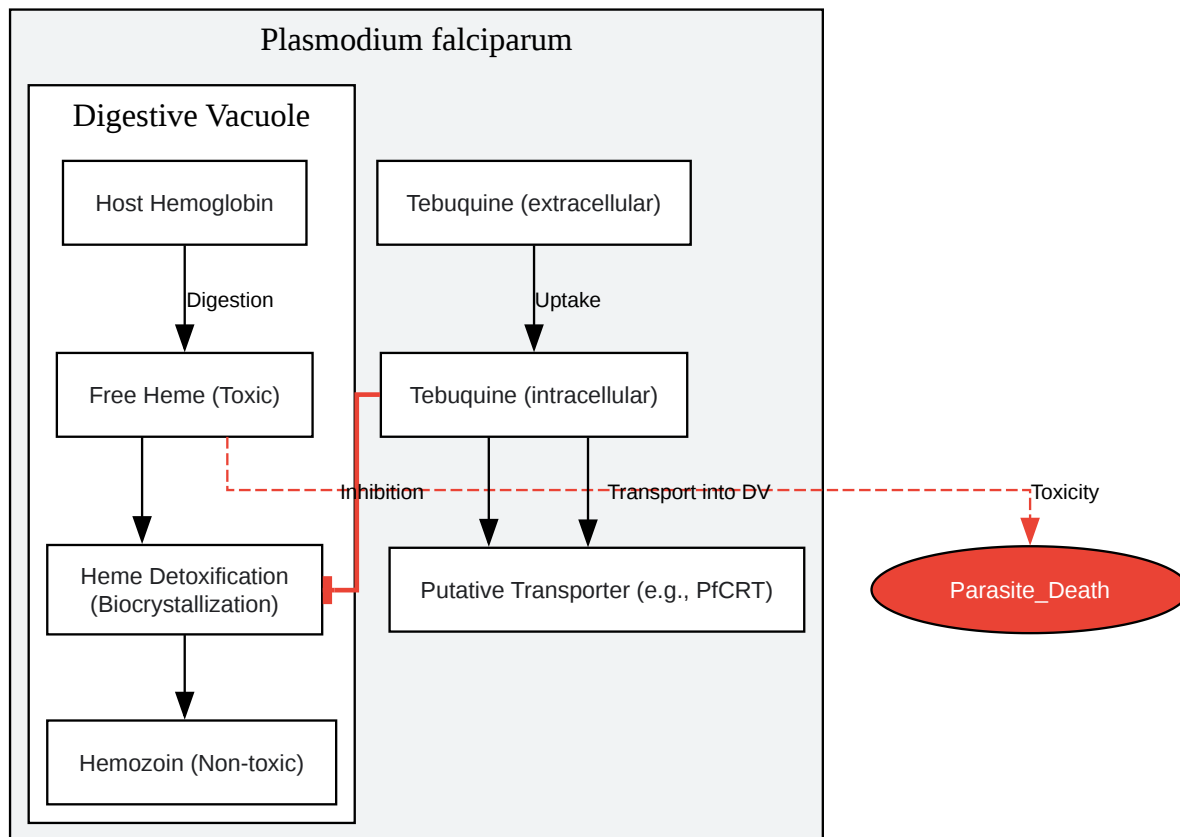 Plasmodium falciparum
Digestive Vacuole
Host Hemoglobin
Tebuquine (extracellular)
Digestion
Uptake
Free Heme (Toxic)
Tebuquine (intracellular)
Inhibition
Transport into DV
Toxicity
Heme Detoxification
(Biocrystallization)
Putative Transporter (e.g., PfCRT)
Parasite_Death
Hemozoin (Non-toxic)